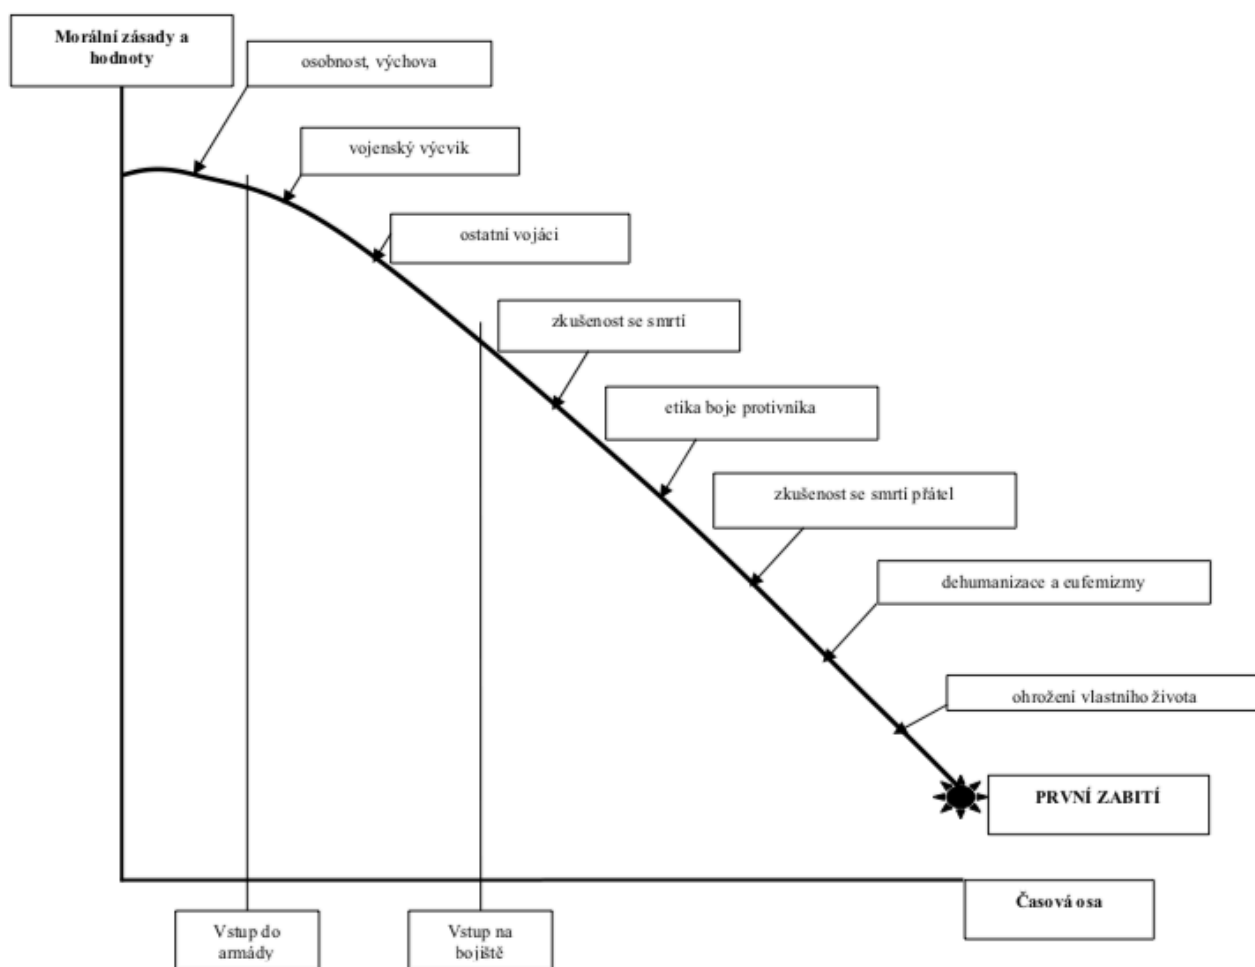 Morální zásady a
hodnoty
osobnost, výchova
vojenský výcvik
ostatní vojáci
zkušenost se smrtí
etika boje protivníka
zkušenost se smrtí přátel
dehumanizace a eufemizmy
ohrožení vlastního života
PRVNÍ ZABITÍ
Časová osa
Vstup do
armády
Vstup na
bojiště